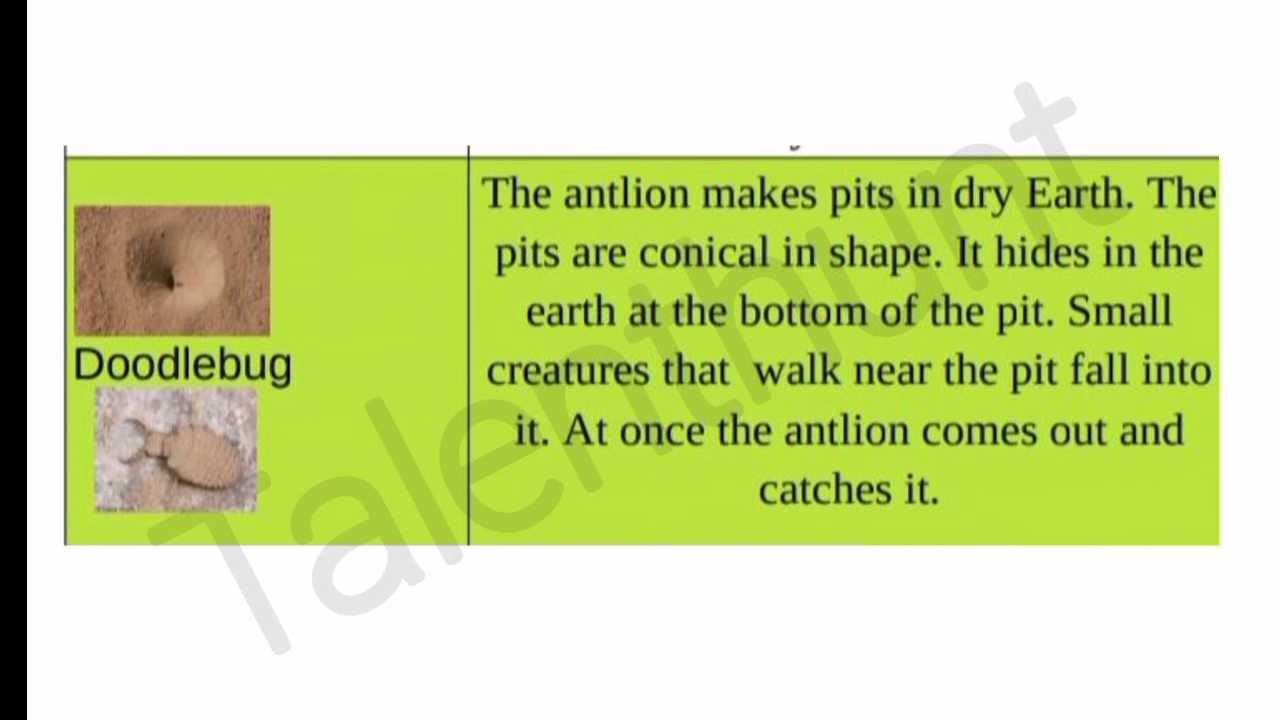 The antlion makes pits in dry Earth. The
pits are conical in shape. It hides in the
earth at the bottom of the pit. Small
creatures that walk near the pit fall into
it. At once the antlion comes out and
catches it.
Doodlebug
Talenthunt